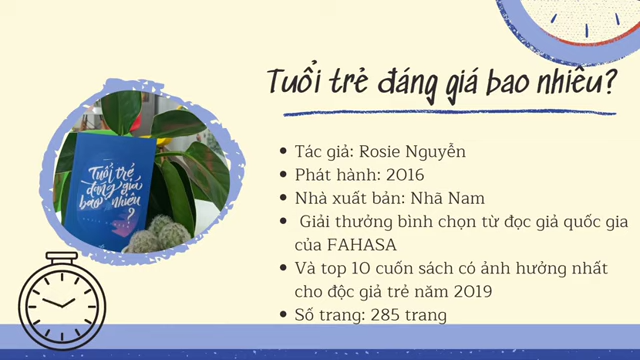 Tuổi trẻ đáng giá bao nhiêu?
Tuổi trẻ
đáng giá
bao nhiêu
?
Tác giả: Rosie Nguyễn
Phát hành: 2016
Nhà xuất bản: Nhã Nam
Giải thưởng bình chọn từ đọc giả quốc gia
của FAHASA
Và top 10 cuốn sách có ảnh hưởng nhất
cho độc giả trẻ năm 2019
Số trang: 285 trang